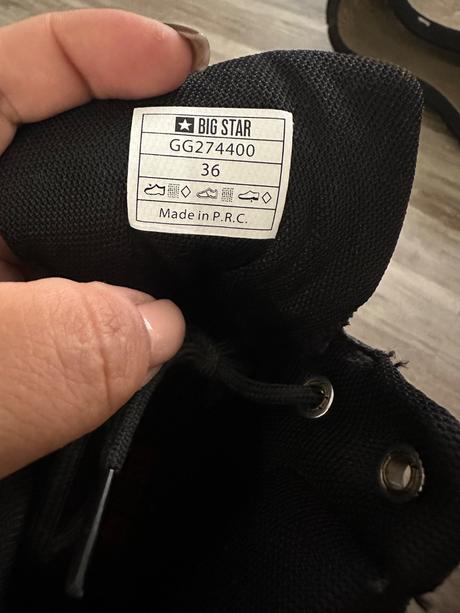 BIG STAR
GG274400
36
Made in P.R.C.